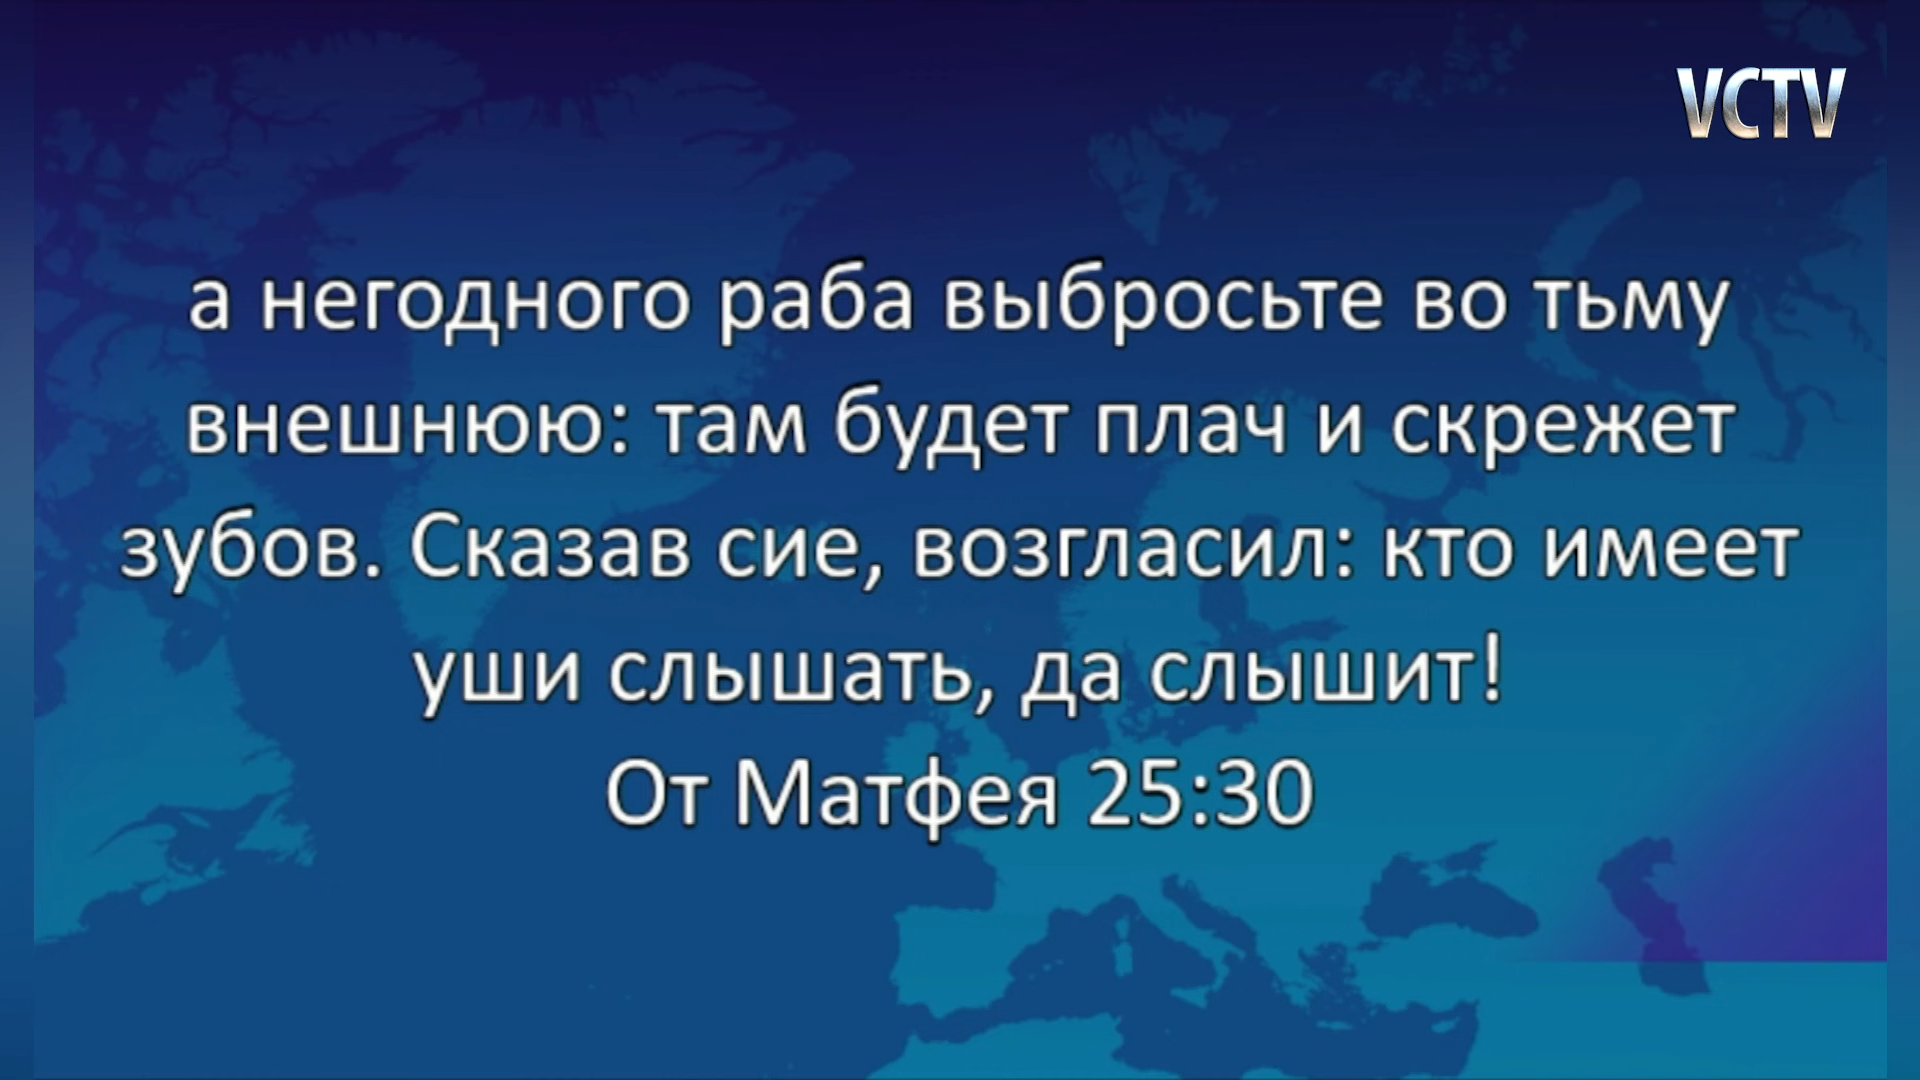 VCTV
а негодного раба выбросьте во тьму
внешнюю: там будет плач и скрежет
зубов. Сказав сие, возгласил: кто имеет
уши слышать, да слышит!
От Матфея 25:30